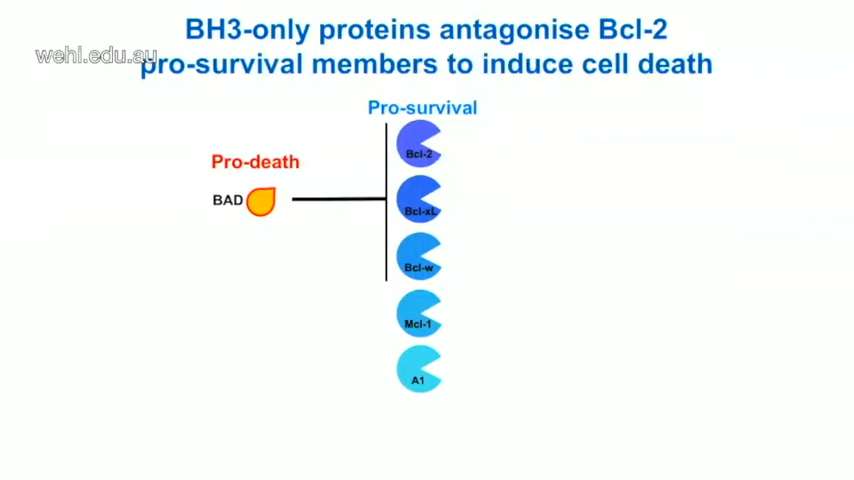 BH3-only proteins antagonise Bcl-2
wehi.edu.au
pro-survival members to induce cell death
Pro-survival
Bcl-2
Pro-death
BAD
Bcl-xL
Bcl-w
Mcl-1
A1